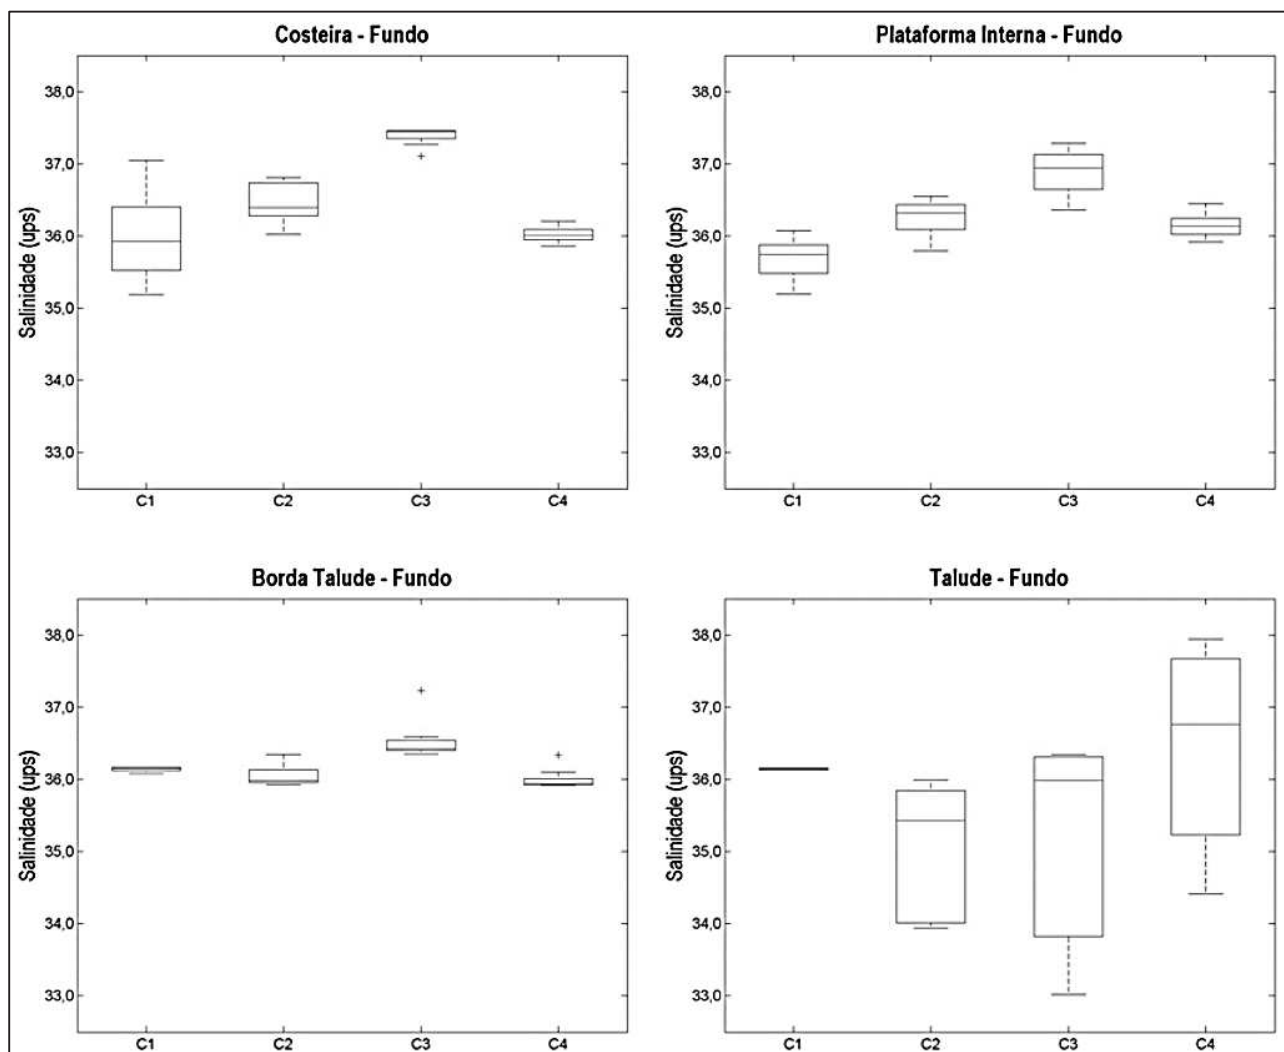 Costeira - Fundo
Salinidade (ups)
38,0
37,0
36,0
35,0
34,0
33,0
C1 C2 C3 C4
Plataforma Interna - Fundo
Salinidade (ups)
38,0
37,0
36,0
35,0
34,0
33,0
C1 C2 C3 C4
Borda Talude - Fundo
Salinidade (ups)
38,0
37,0
36,0
35,0
34,0
33,0
C1 C2 C3 C4
Talude - Fundo
Salinidade (ups)
38,0
37,0
36,0
35,0
34,0
33,0
C1 C2 C3 C4